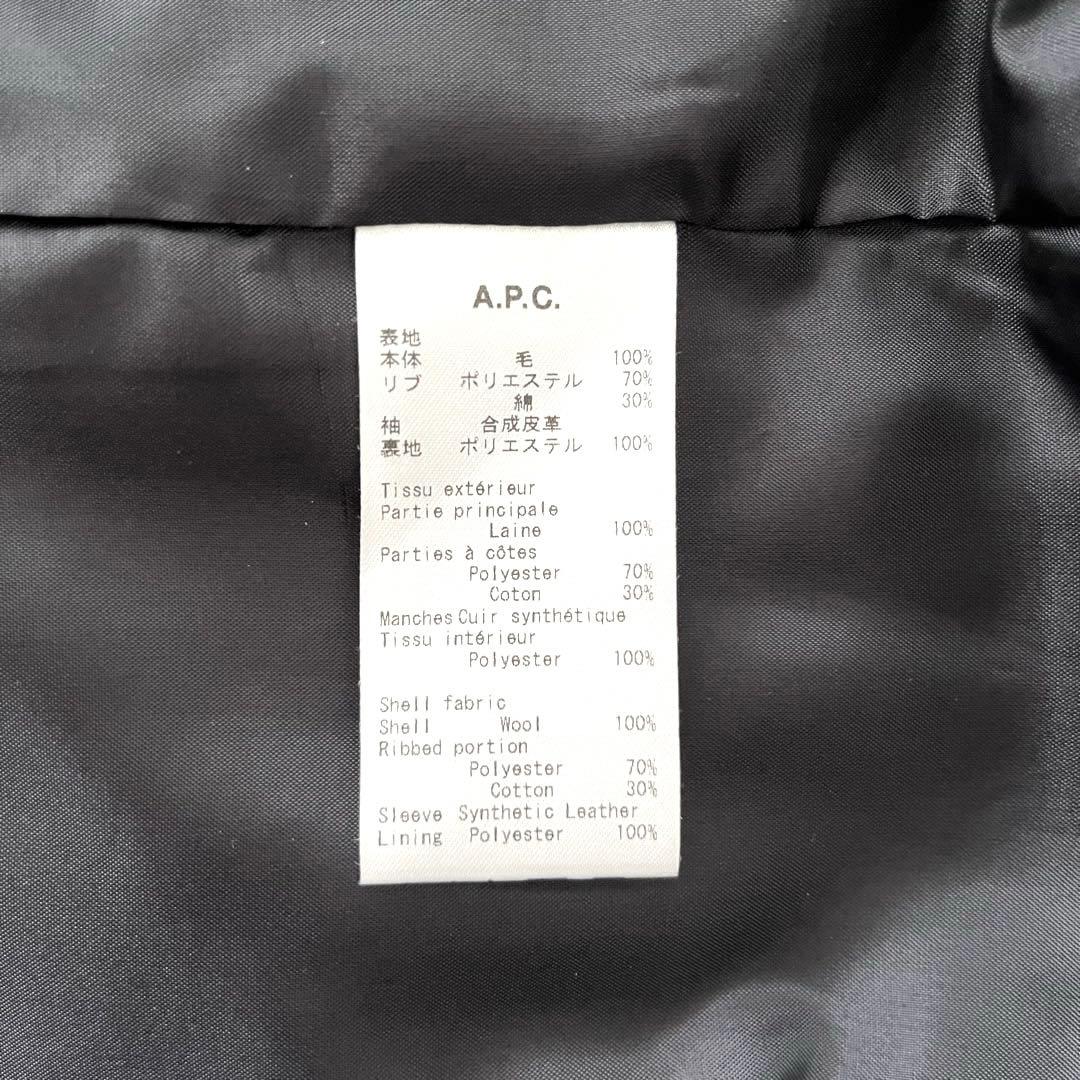 A.P.C.
表地
本体 毛 100%
リブ ポリエステル 70%
綿 30%
袖 合成皮革
裏地 ポリエステル 100%
Tissu extérieur
Partie principale
Laine 100%
Parties à côtes
Polyester 70%
Coton 30%
Manches Cuir synthétique
Tissu intérieur
Polyester 100%
Shell fabric
Shell Wool 100%
Ribbed portion
Polyester 70%
Cotton 30%
Sleeve Synthetic Leather
Lining Polyester 100%